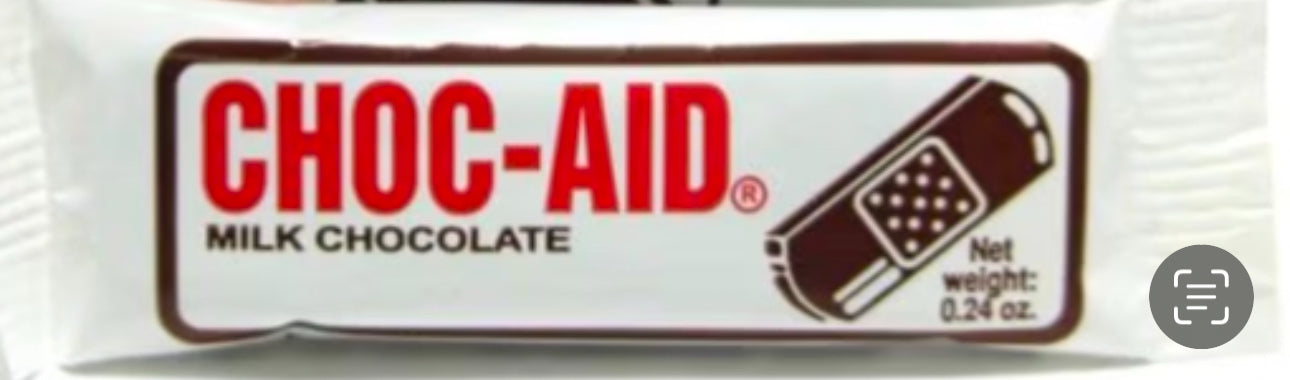 CHOC-AID®
MILK CHOCOLATE
Net
weight:
0.24 oz.